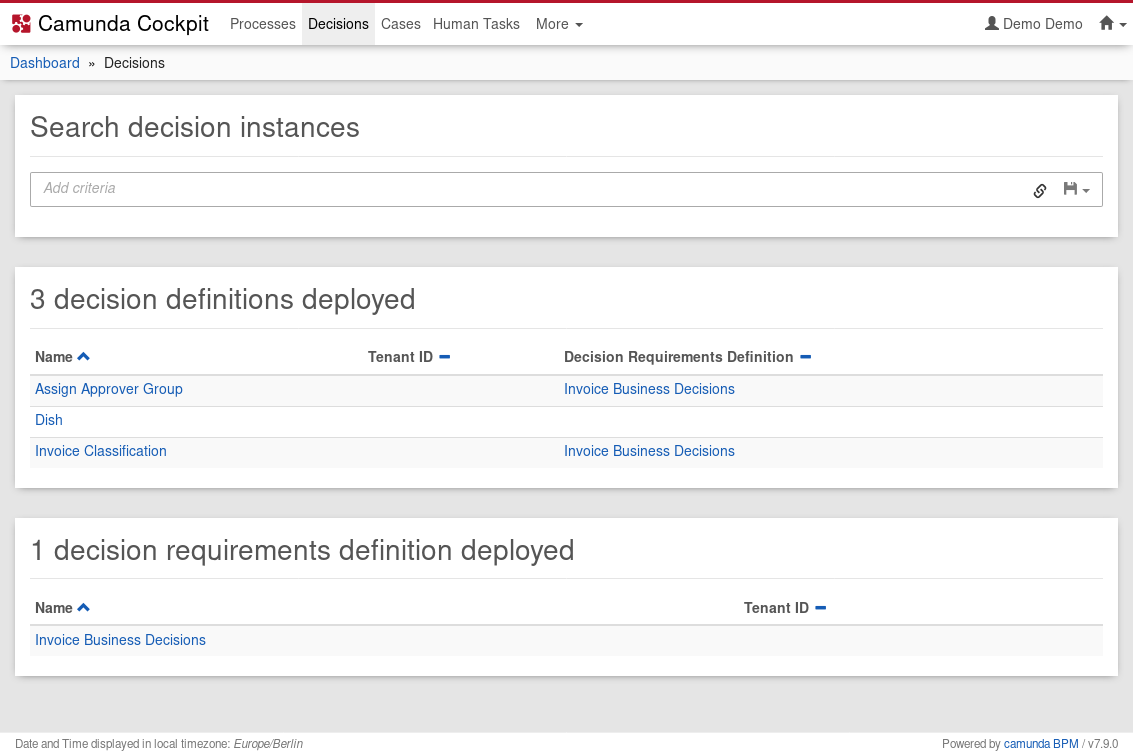 Camunda Cockpit Processes Decisions Cases Human Tasks More Demo Demo
Dashboard » Decisions
Search decision instances
Add criteria
3 decision definitions deployed
Name Tenant ID Decision Requirements Definition
Assign Approver Group Invoice Business Decisions
Dish
Invoice Classification Invoice Business Decisions
1 decision requirements definition deployed
Name Tenant ID
Invoice Business Decisions
Date and Time displayed in local timezone: Europe/Berlin Powered by camunda BPM / v7.9.0